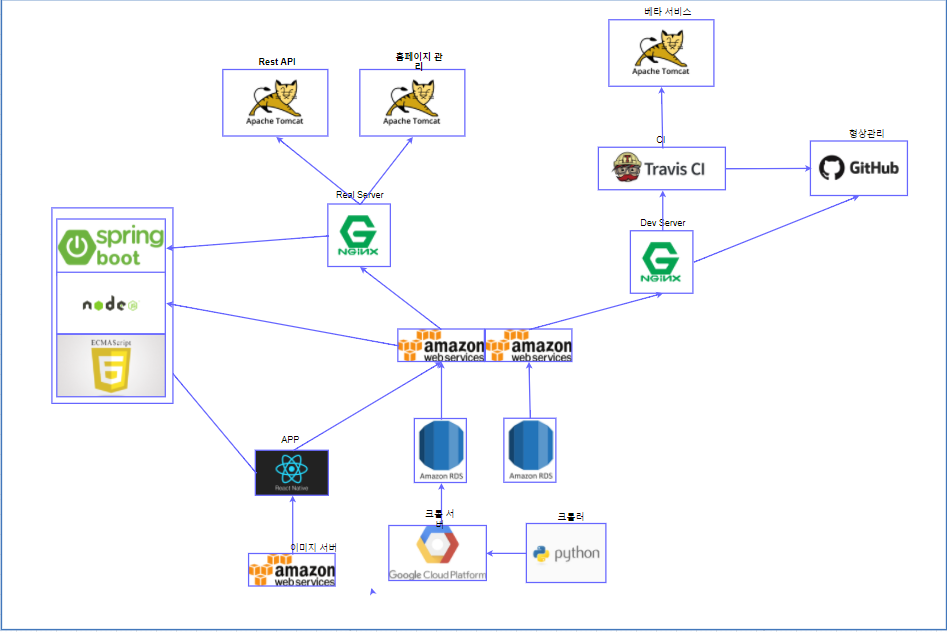 베타 서비스
Apache Tomcat
Rest API
Apache Tomcat
홈페이지 관
리
Apache Tomcat
CI
Travis CI
형상관리
GitHub
Real Server
NGINX
Dev Server
NGINX
spring
boot
node
JS
ECMAScript
5
amazon
web services
amazon
web services
APP
React Native
Amazon RDS
Amazon RDS
이미지 서버
amazon
web services
크롤 서
버
Google Cloud Platform
크롤러
python